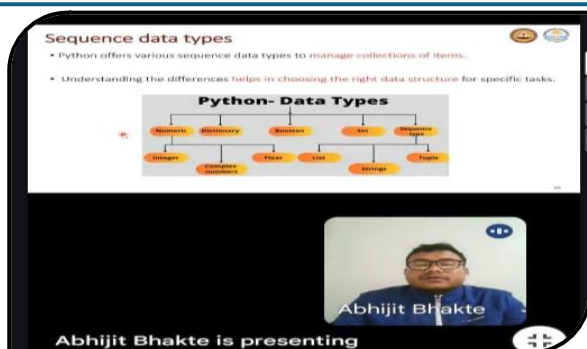 Sequence data types
• Python offers various sequence data types to manage collections of items.
• Understanding the differences helps in choosing the right data structure for specific tasks.
Python- Data Types
Numeric Dictionary Boolean Set Sequence type
Integer Complex numbers Float List Strings Tuple
Abhijit Bhakte
Abhijit Bhakte is presenting